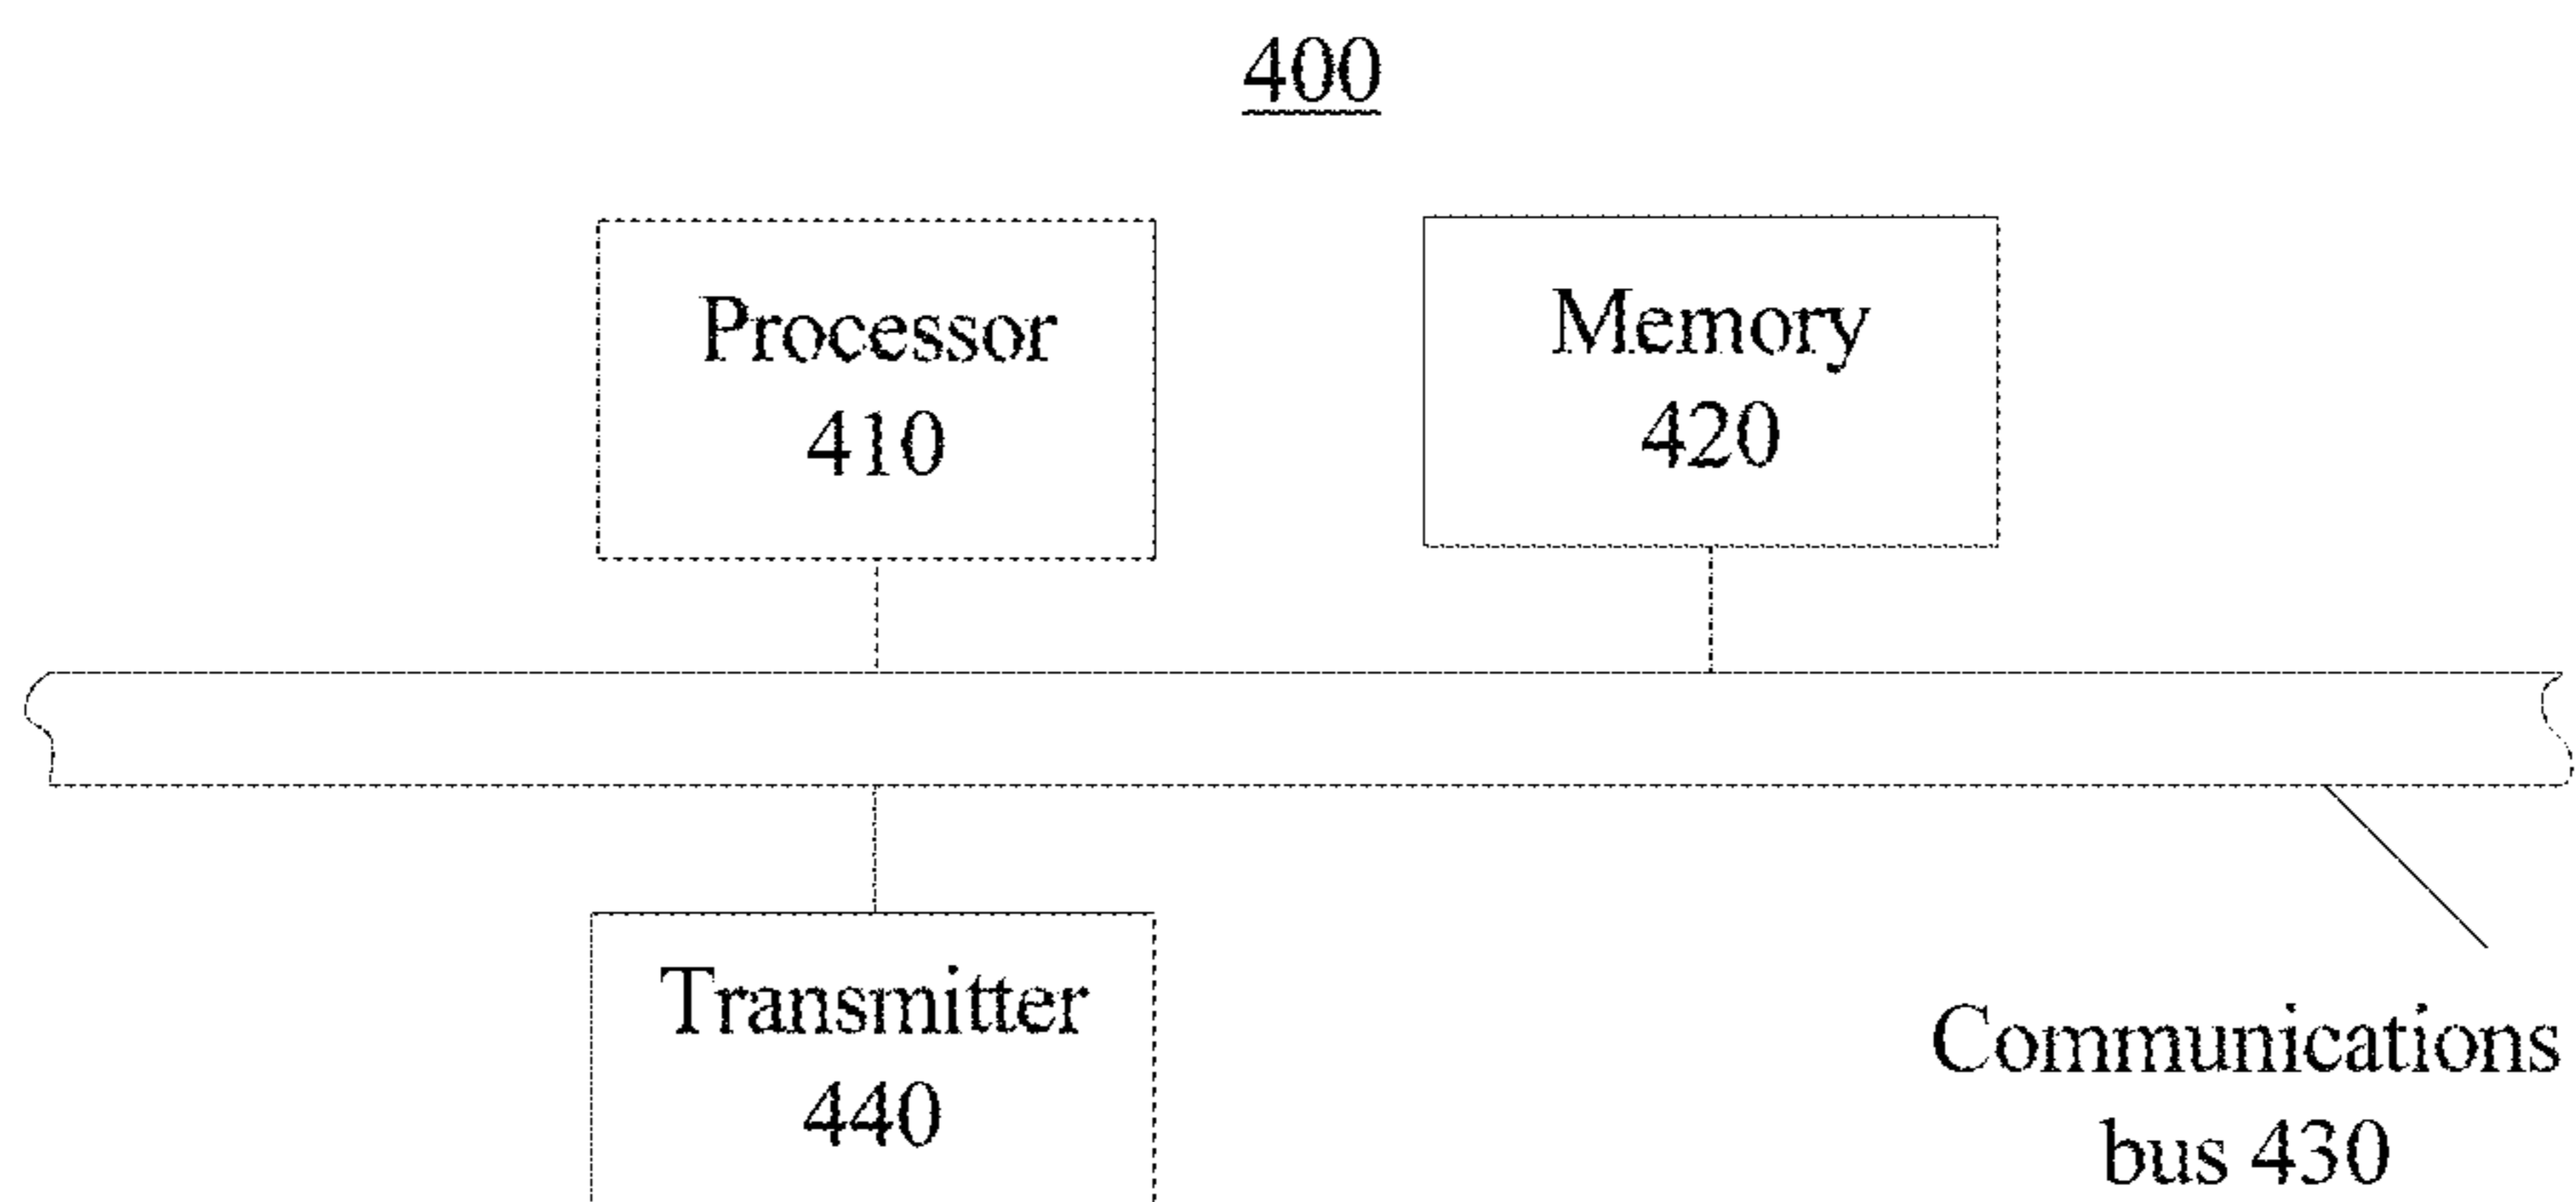 400
Processor
410
Memory
420
Transmitter
440
Communications
bus 430